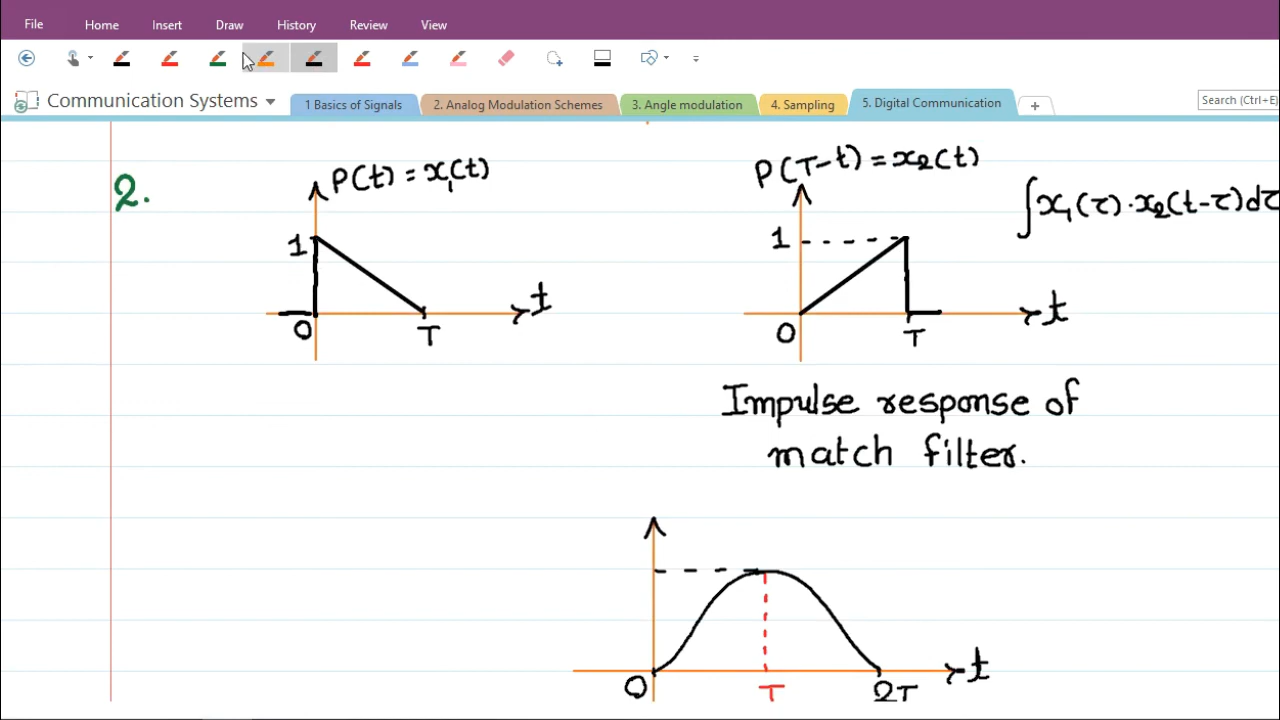 File Home Insert Draw History Review View
Communication Systems 1 Basics of Signals 2. Analog Modulation Schemes 3. Angle modulation 4. Sampling 5. Digital Communication + Search (Ctrl+E)
2.
P(t) = x₁(t)
1
0
T
t
P(T-t) = x₂(t)
1
0
T
t
∫x₁(τ)·x₂(t-τ)dτ
Impulse response of
match filter.
0
T
2T
t